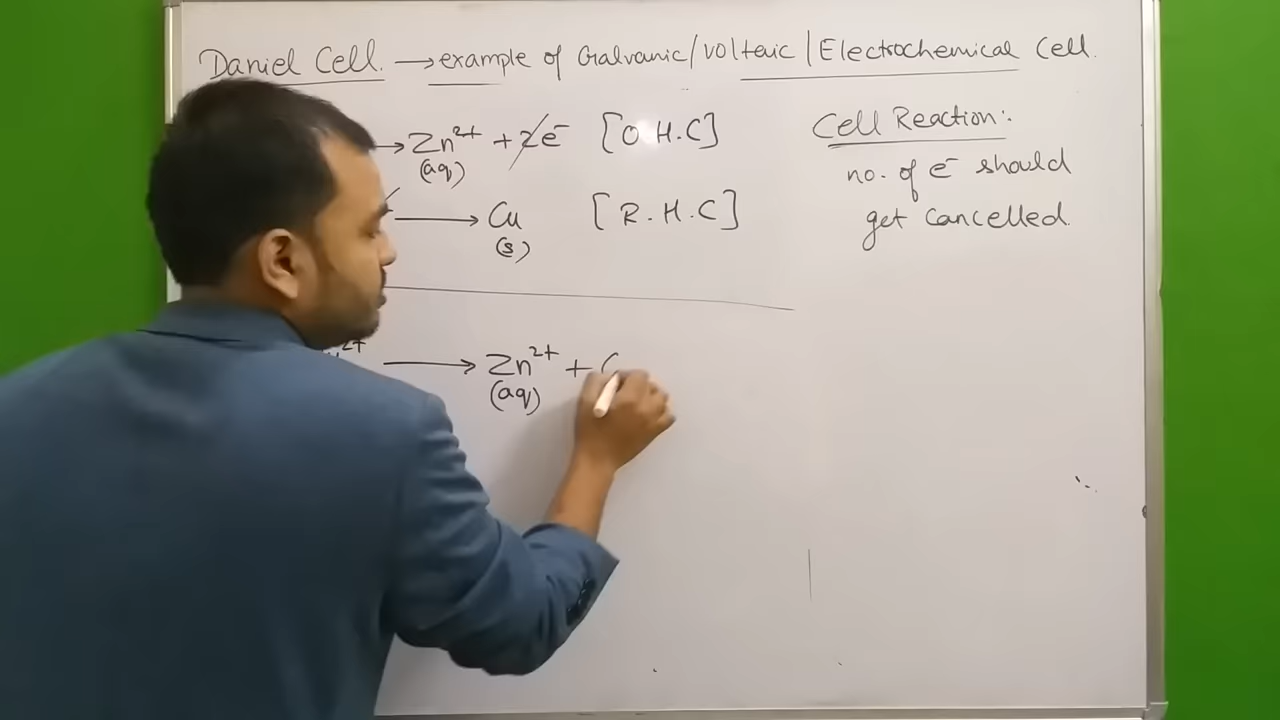 Daniel Cell. → example of Galvanic/voltaic | Electrochemical Cell.
→ Zn²⁺ + 2e⁻ [O H.C]
(aq)
→ Cu [R.H.C]
(s)
Cell Reaction:
no. of e⁻ should
get cancelled.
²⁺ → Zn²⁺ + C
(aq)